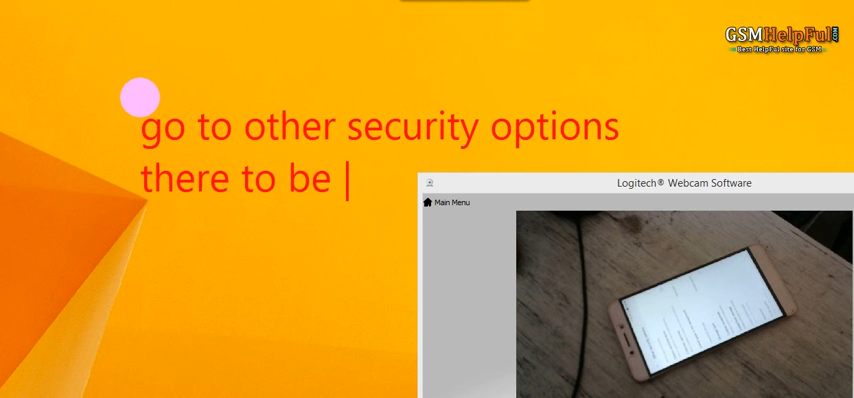 GSMHelpFul.NET
Best HelpFul site for GSM
go to other security options
there to be
Logitech® Webcam Software
Main Menu